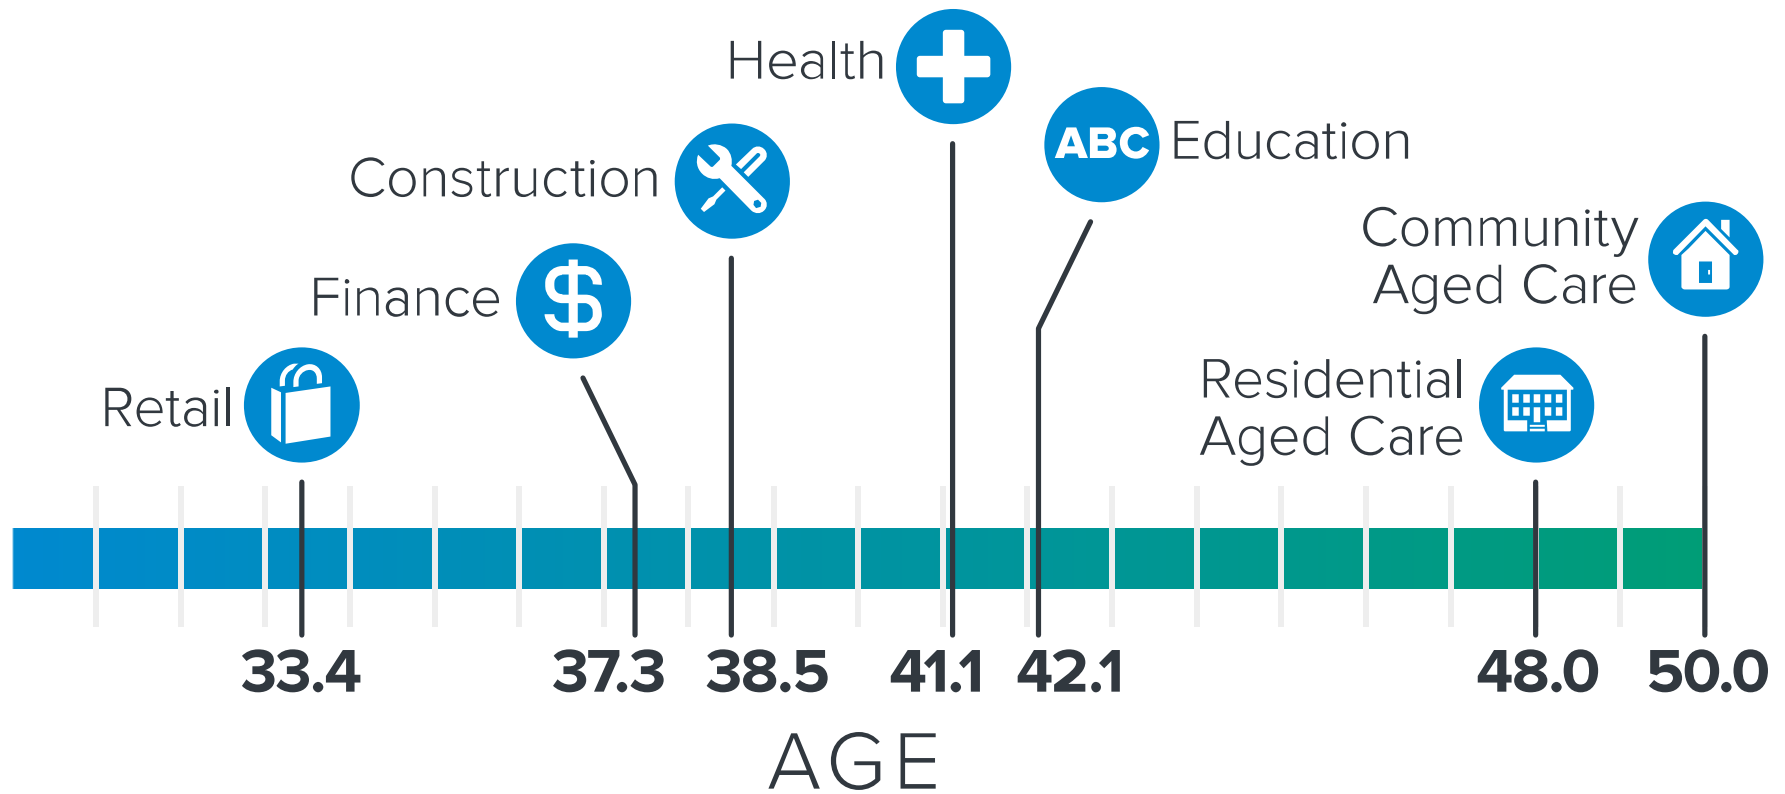 Health
ABC Education
Construction
Community
Aged Care
Finance
$
Residential
Aged Care
Retail
33.4 37.3 38.5 41.1 42.1 48.0 50.0
AGE